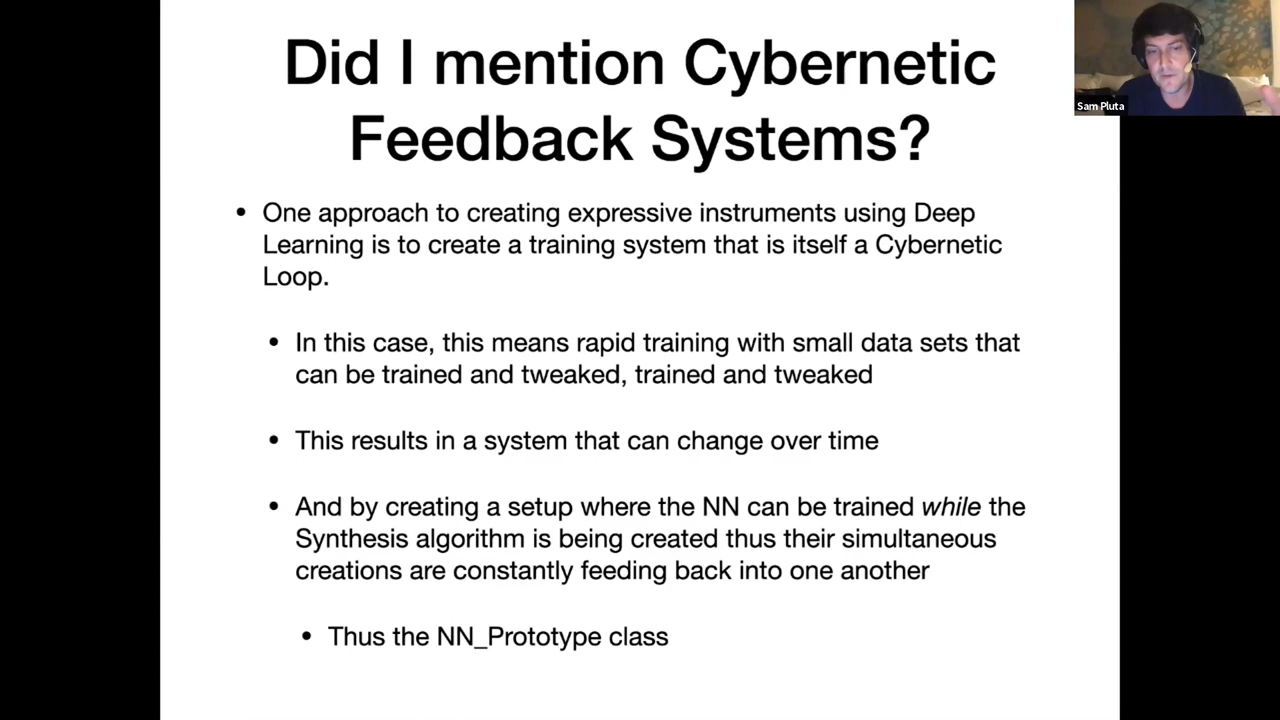 Did I mention Cybernetic
Feedback Systems?
Sam Pluta
• One approach to creating expressive instruments using Deep
Learning is to create a training system that is itself a Cybernetic
Loop.
• In this case, this means rapid training with small data sets that
can be trained and tweaked, trained and tweaked
• This results in a system that can change over time
• And by creating a setup where the NN can be trained while the
Synthesis algorithm is being created thus their simultaneous
creations are constantly feeding back into one another
• Thus the NN_Prototype class